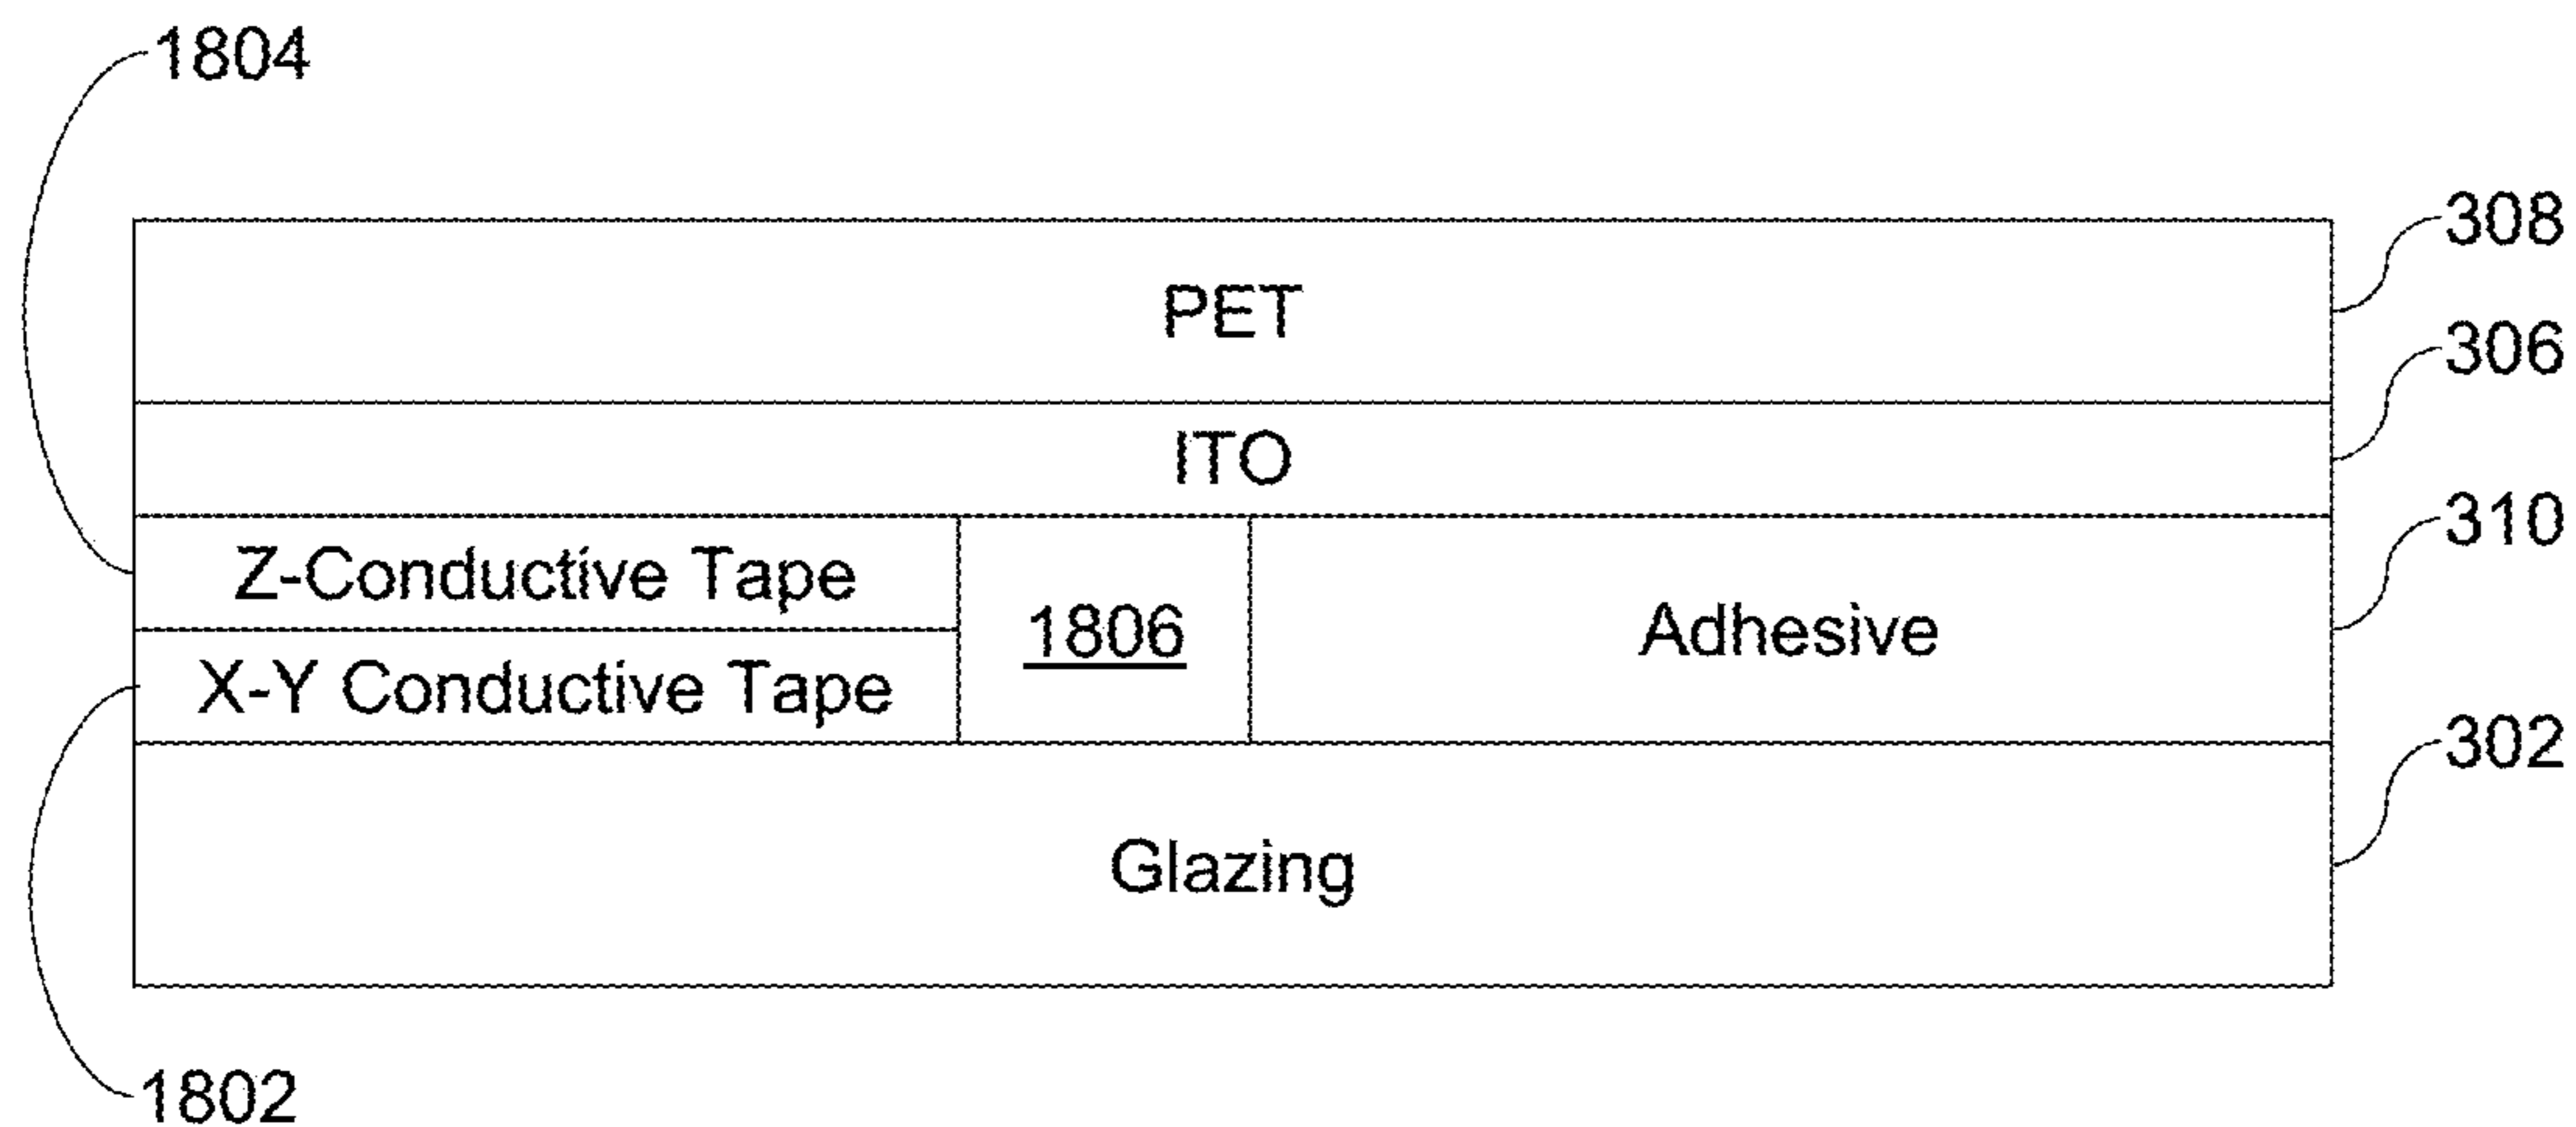 1804
308
PET
306
ITO
310
Z-Conductive Tape
1806
Adhesive
X-Y Conductive Tape
302
Glazing
1802